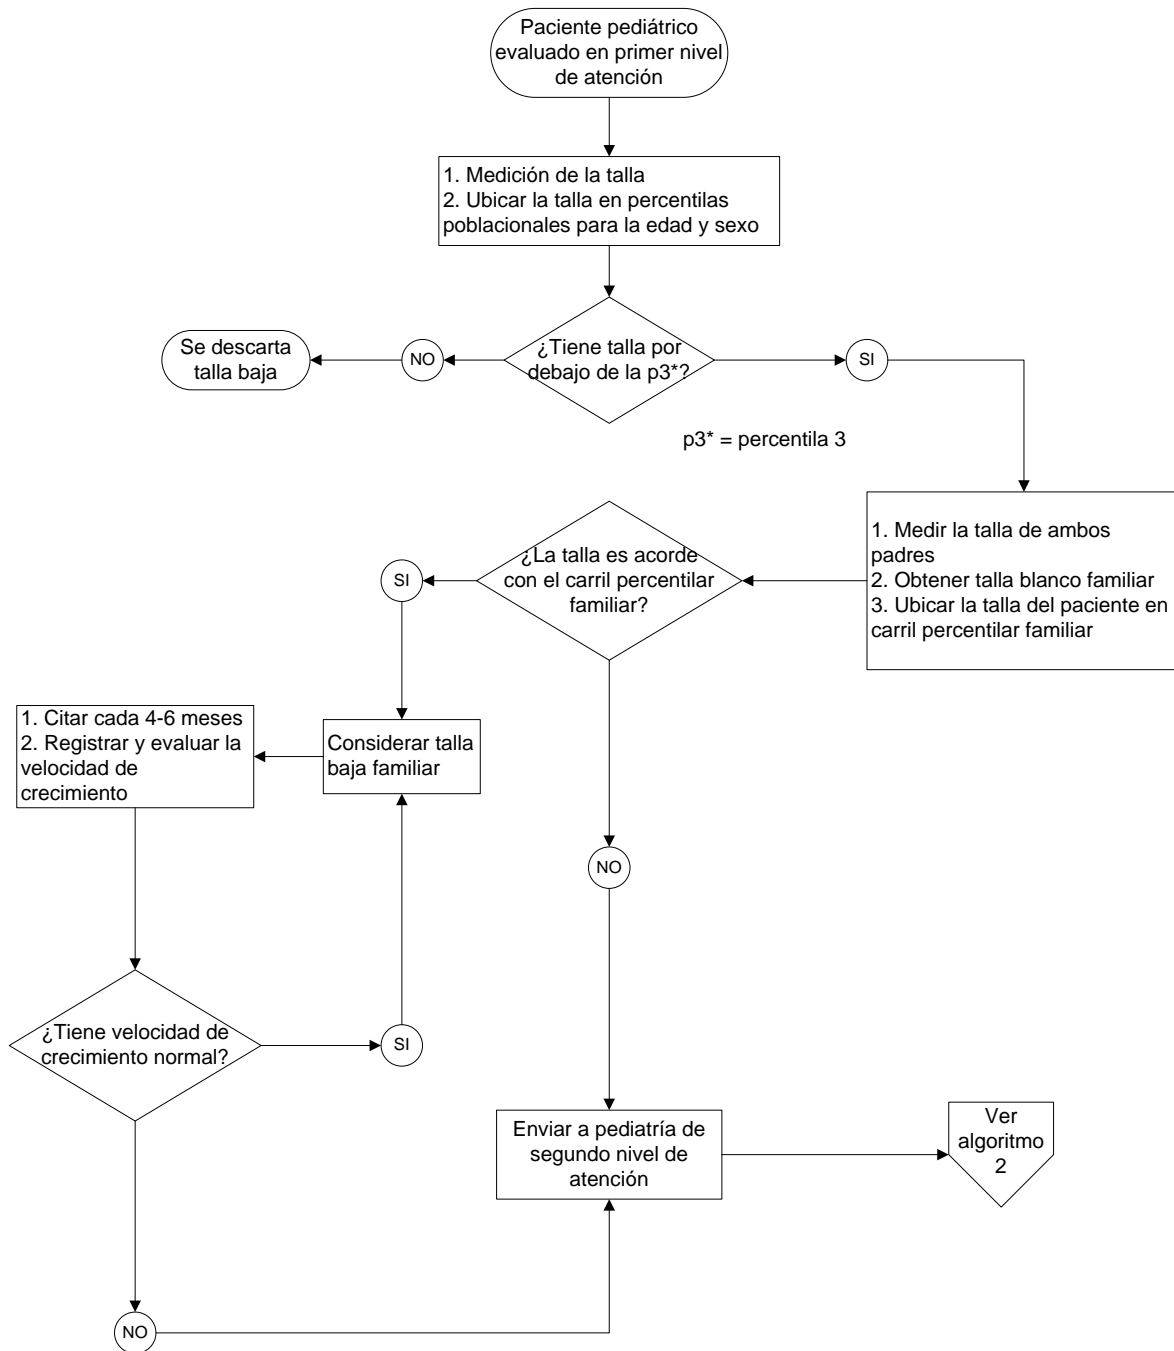 Paciente pediátrico
evaluado en primer nivel
de atención
1. Medición de la talla
2. Ubicar la talla en percentilas
poblacionales para la edad y sexo
¿Tiene talla por
debajo de la p3*?
NO
SI
Se descarta
talla baja
p3* = percentila 3
1. Medir la talla de ambos
padres
2. Obtener talla blanco familiar
3. Ubicar la talla del paciente en
carril percentilar familiar
¿La talla es acorde
con el carril percentilar
familiar?
SI
Considerar talla
baja familiar
1. Citar cada 4-6 meses
2. Registrar y evaluar la
velocidad de
crecimiento
NO
¿Tiene velocidad de
crecimiento normal?
SI
Enviar a pediatría de
segundo nivel de
atención
Ver
algoritmo
2
NO